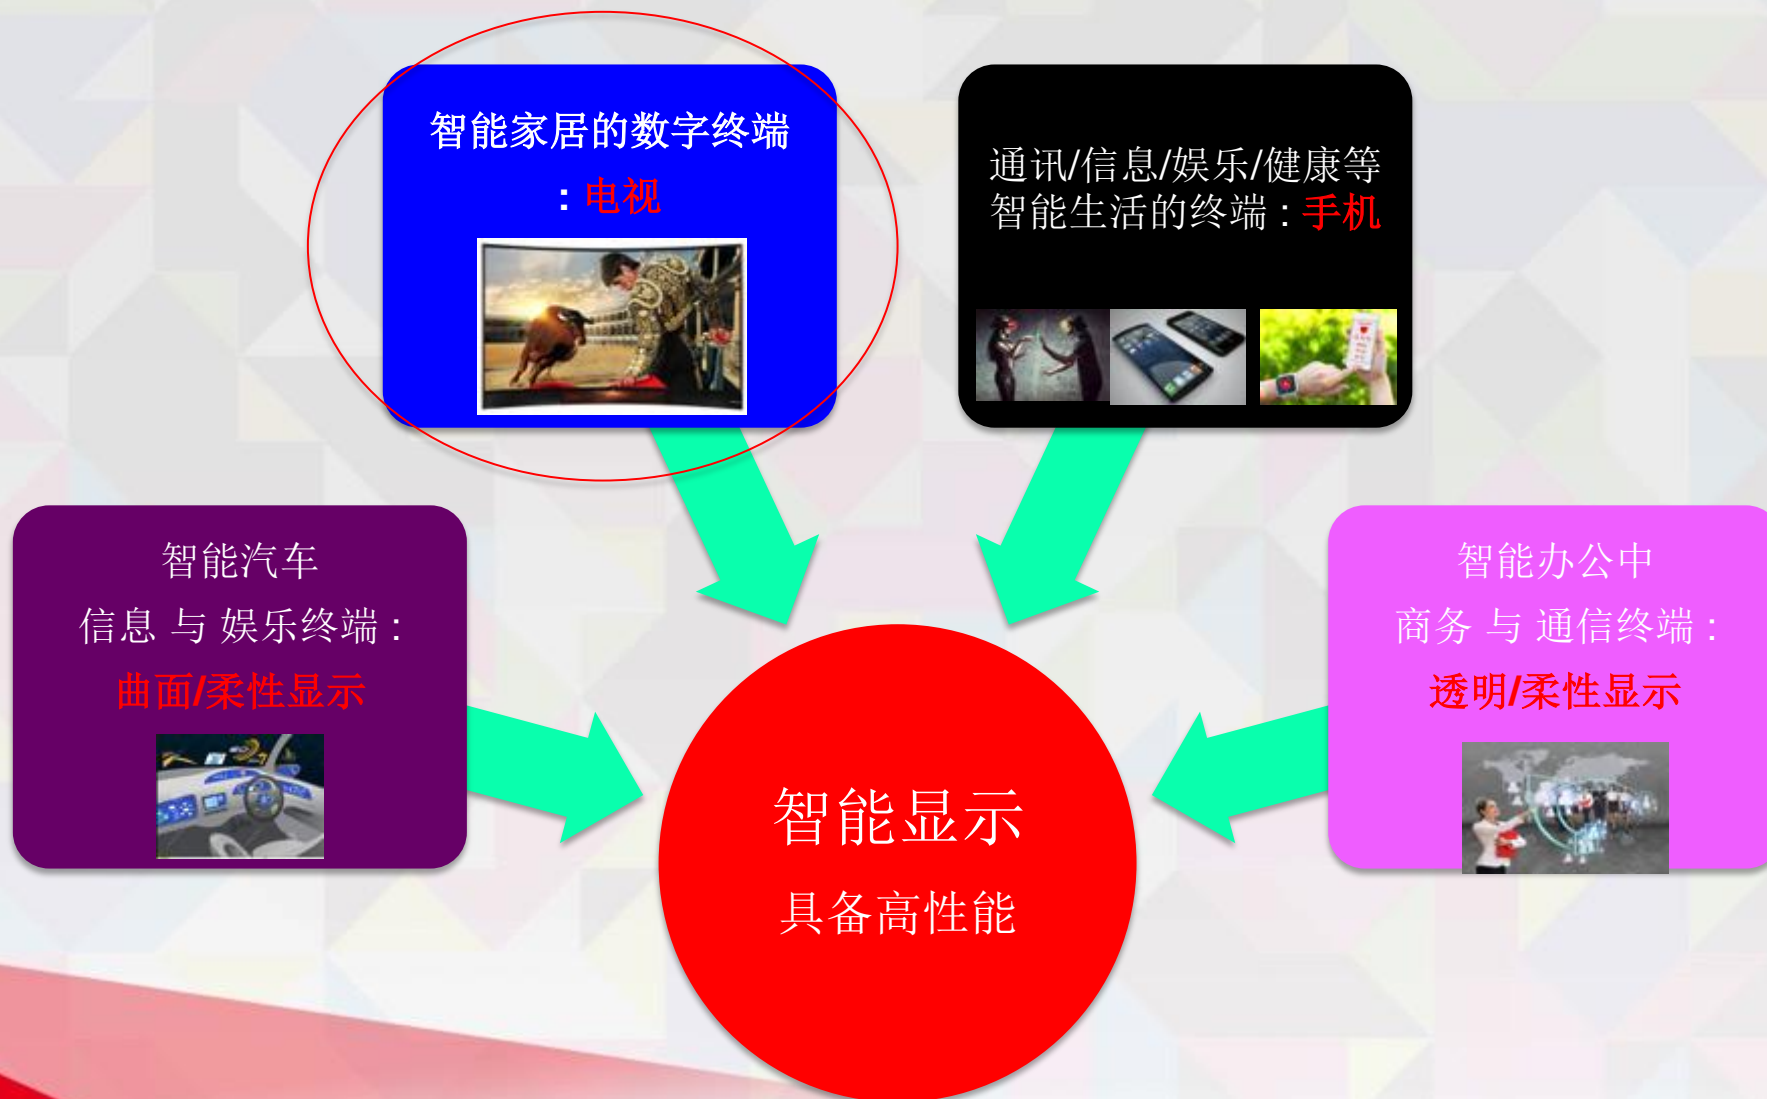 智能家居的数字终端
: 电视
通讯/信息/娱乐/健康等
智能生活的终端 : 手机
智能汽车
信息 与 娱乐终端 :
曲面/柔性显示
智能办公中
商务 与 通信终端 :
透明/柔性显示
智能显示
具备高性能